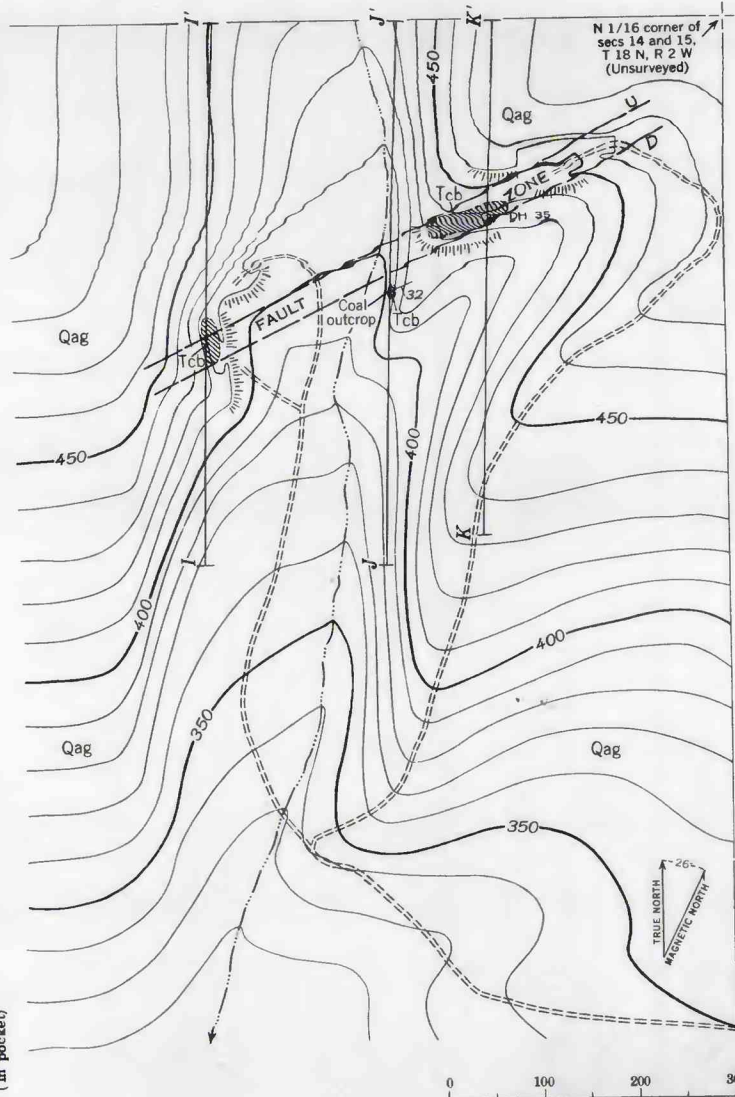 I'
J'
K'
N 1/16 corner of
secs 14 and 15,
T 18 N, R 2 W
(Unsurveyed)
450
Qag
U
D
ZONE
Tcb
DH 35
FAULT
Coal
outcrop
32
Tcb
Qag
Tcb
450
450
400
K
I
J
400
400
350
Qag
Qag
350
26°
TRUE NORTH
MAGNETIC NORTH
(in pocket)
0 100 200